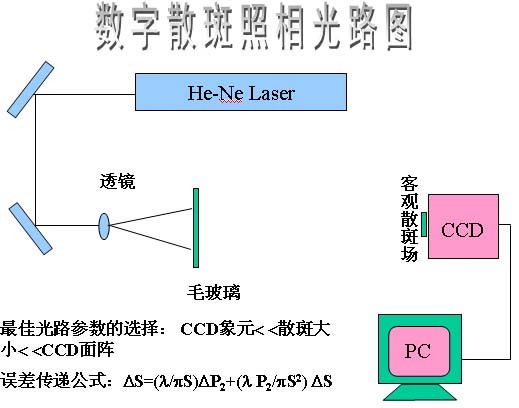 数字散斑照相光路图
He-Ne Laser
透镜
客观散斑场
CCD
毛玻璃
最佳光路参数的选择： CCD象元<<散斑大
小<<CCD面阵
PC
误差传递公式：ΔS=(λ/πS)ΔP₂+(λ P₂/πS²) ΔS